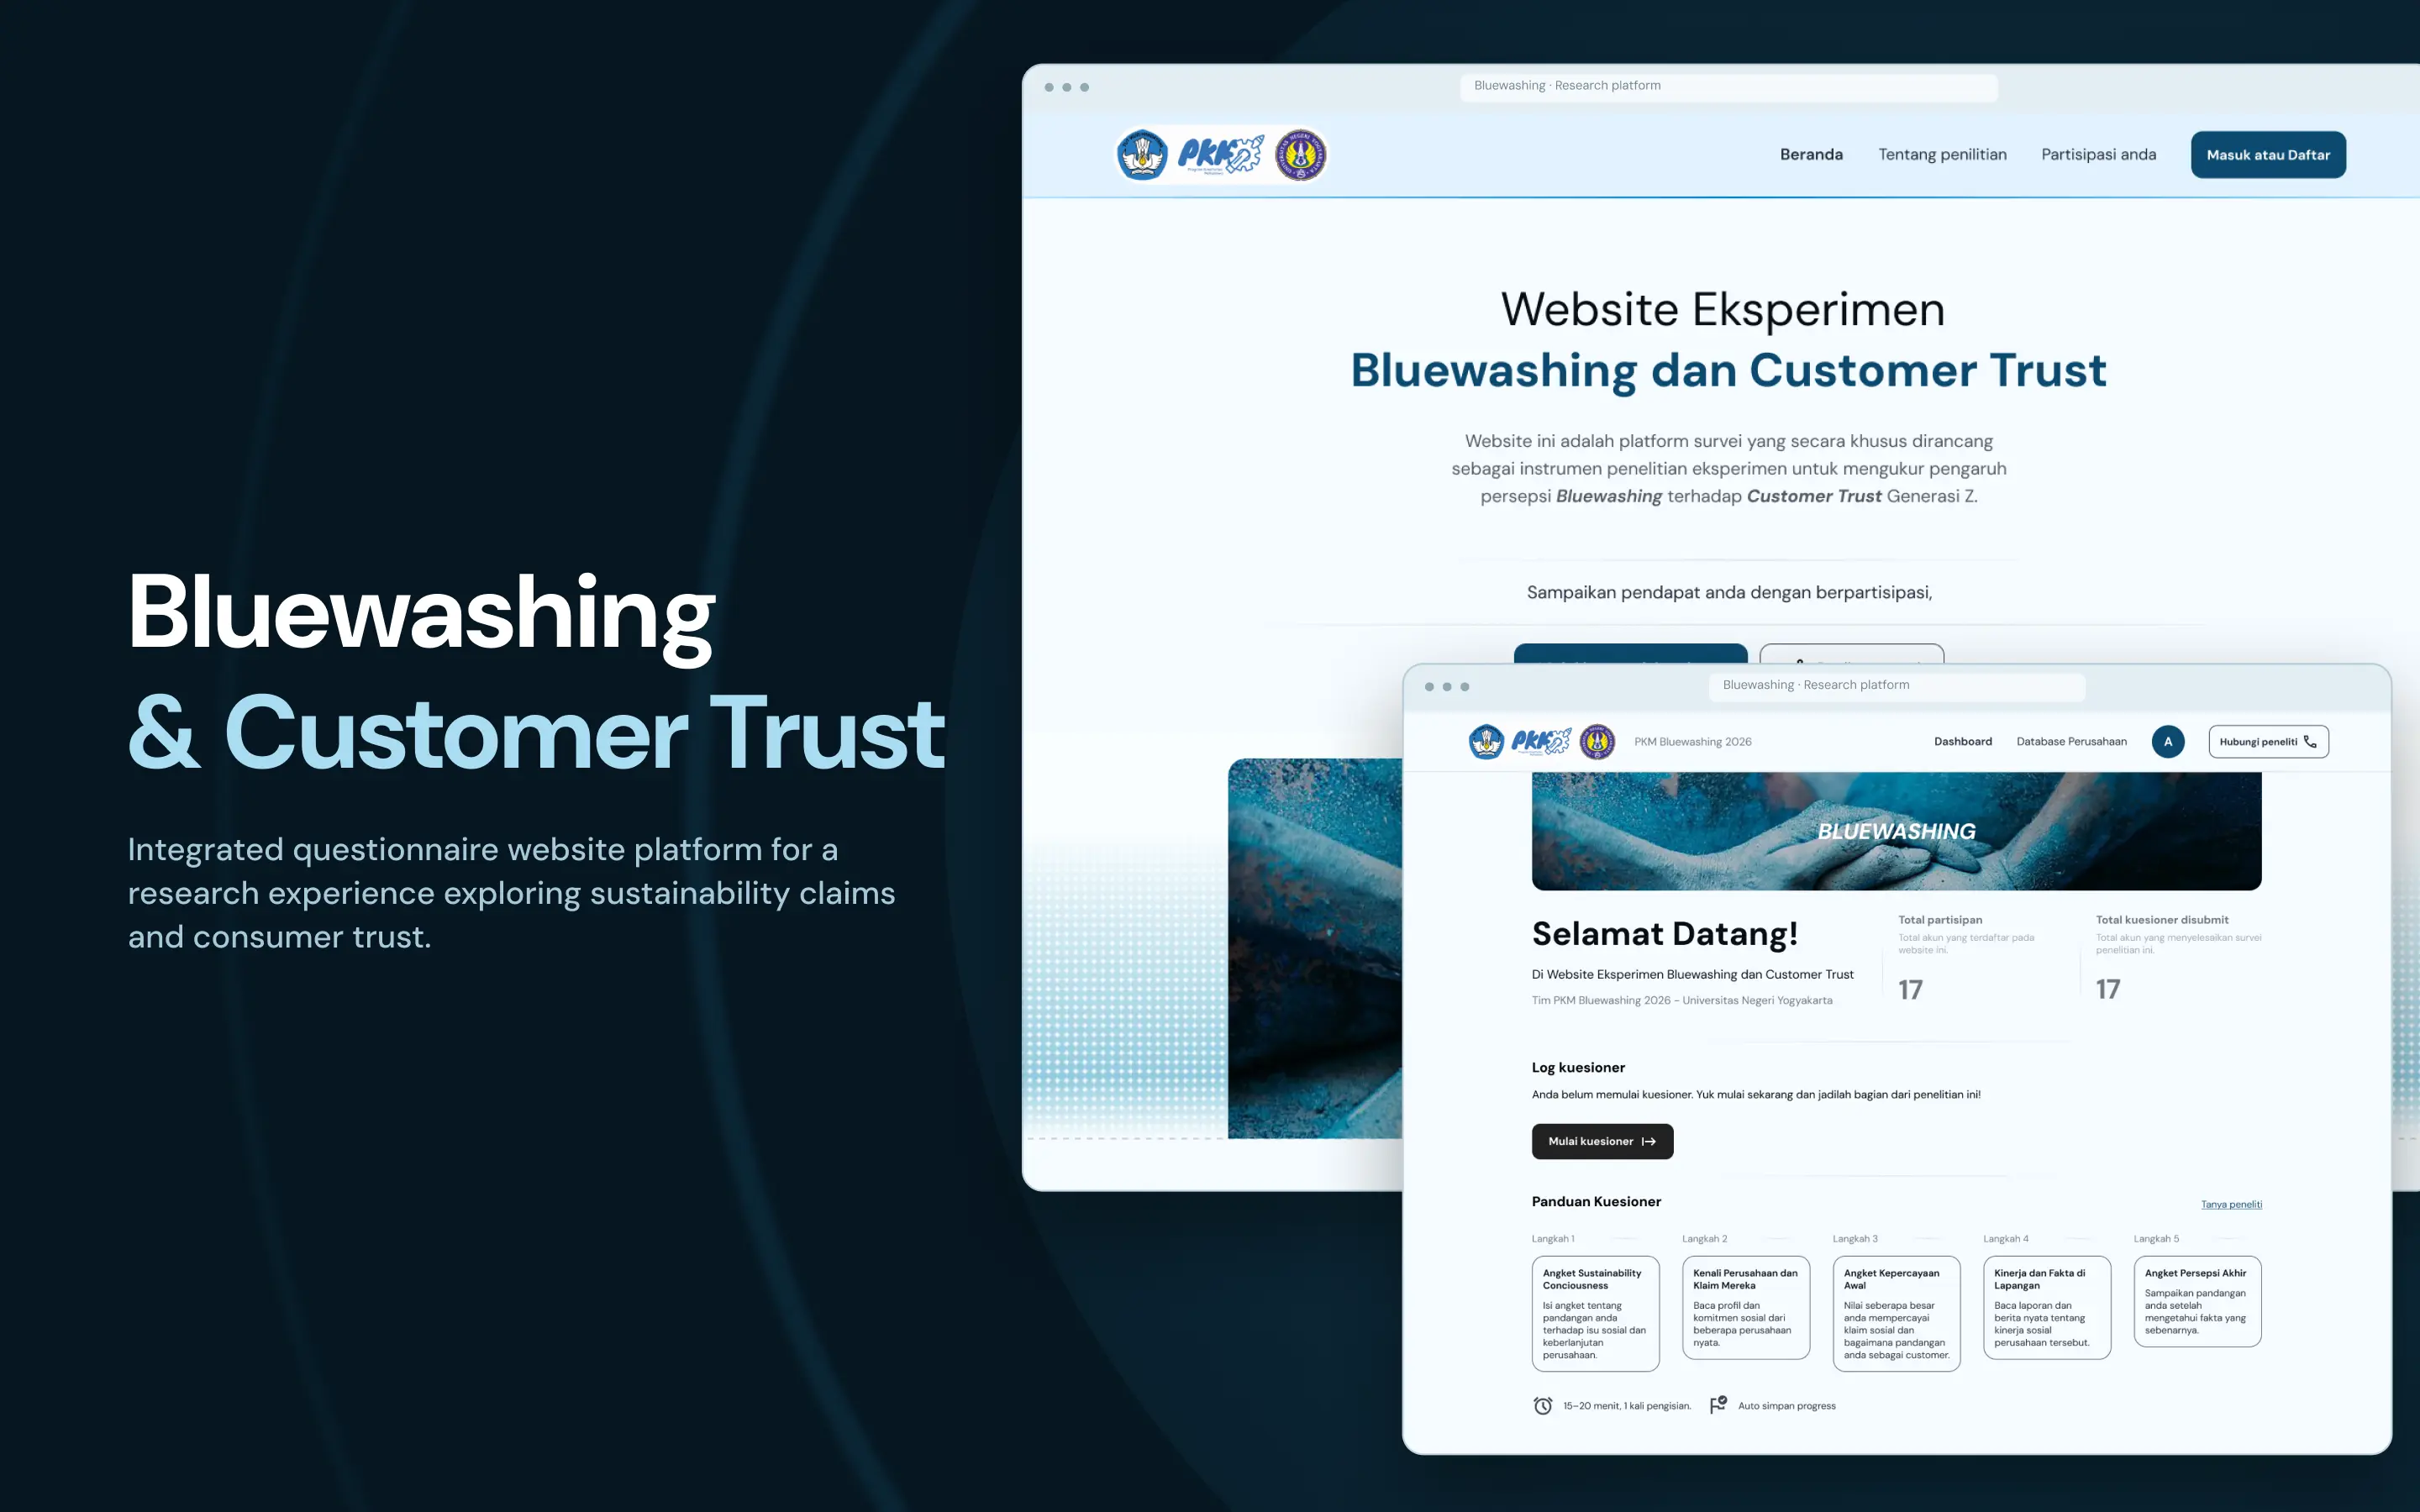 Bluewashing
& Customer Trust
Integrated questionnaire website platform for a
research experience exploring sustainability claims
and consumer trust.
Bluewashing · Research platform
PKM
Beranda
Tentang penilitian
Partisipasi anda
Masuk atau Daftar
Website Eksperimen
Bluewashing dan Customer Trust
Website ini adalah platform survei yang secara khusus dirancang
sebagai instrumen penelitian eksperimen untuk mengukur pengaruh
persepsi Bluewashing terhadap Customer Trust Generasi Z.
Sampaikan pendapat anda dengan berpartisipasi,
Bluewashing · Research platform
PKM
PKM Bluewashing 2026
Dashboard
Database Perusahaan
A
Hubungi peneliti
BLUEWASHING
Selamat Datang!
Di Website Eksperimen Bluewashing dan Customer Trust
Tim PKM Bluewashing 2026 - Universitas Negeri Yogyakarta
Total partisipan
Total akun yang terdaftar pada
website ini.
17
Total kuesioner disubmit
Total akun yang menyelesaikan survei
penelitian ini.
17
Log kuesioner
Anda belum memulai kuesioner. Yuk mulai sekarang dan jadilah bagian dari penelitian ini!
Mulai kuesioner
Panduan Kuesioner
Tanya peneliti
Langkah 1
Angket Sustainability
Conciousness
Isi angket tentang
pandangan anda
terhadap isu sosial dan
keberlanjutan
perusahaan.
Langkah 2
Kenali Perusahaan dan
Klaim Mereka
Baca profil dan
komitmen sosial dari
beberapa perusahaan
nyata.
Langkah 3
Angket Kepercayaan
Awal
Nilai seberapa besar
anda mempercayai
klaim sosial dan
bagaimana pandangan
anda sebagai customer.
Langkah 4
Kinerja dan Fakta di
Lapangan
Baca laporan dan
berita nyata tentang
kinerja sosial
perusahaan tersebut.
Langkah 5
Angket Persepsi Akhir
Sampaikan pandangan
anda setelah
mengetahui fakta yang
sebenarnya.
15–20 menit, 1 kali pengisian.
Auto simpan progress